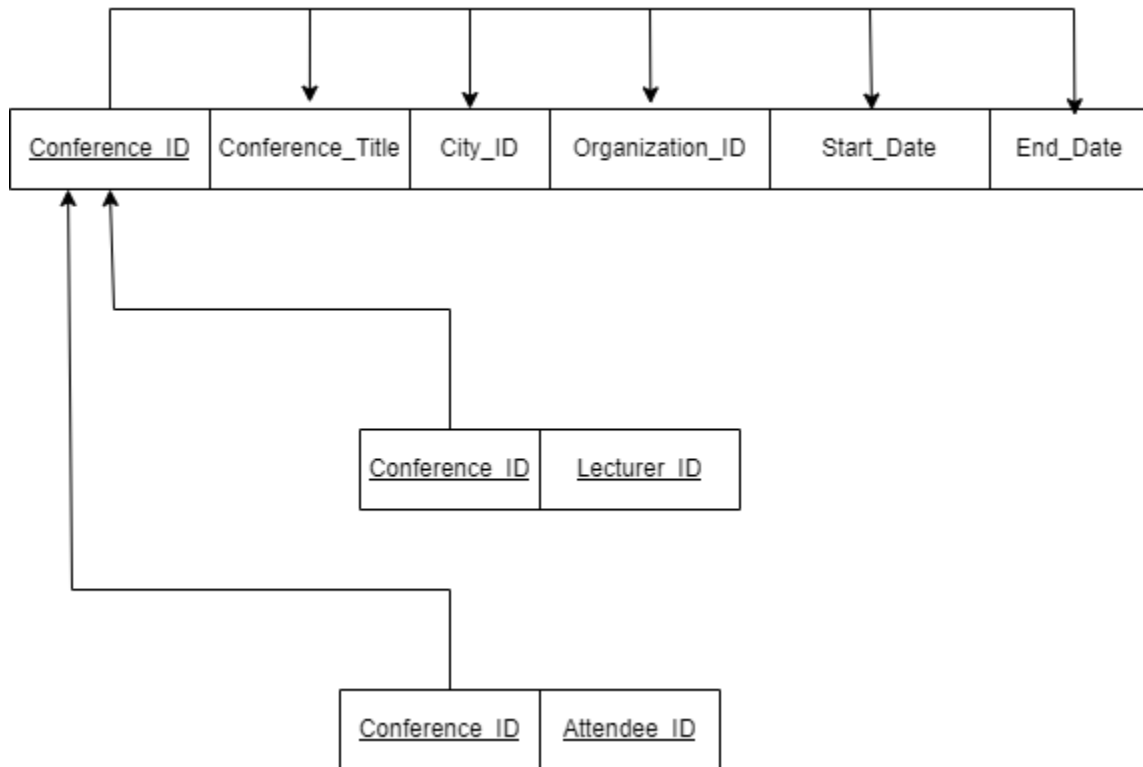 Conference_ID Conference_Title City_ID Organization_ID Start_Date End_Date
Conference_ID Lecturer_ID
Conference_ID Attendee_ID